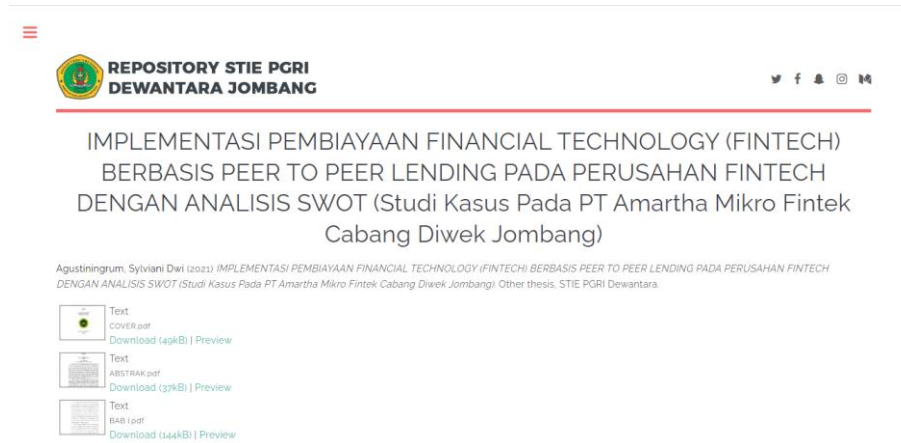 REPOSITORY STIE PGRI
DEWANTARA JOMBANG
IMPLEMENTASI PEMBIAYAAN FINANCIAL TECHNOLOGY (FINTECH)
BERBASIS PEER TO PEER LENDING PADA PERUSAHAN FINTECH
DENGAN ANALISIS SWOT (Studi Kasus Pada PT Amartha Mikro Fintek
Cabang Diwek Jombang)
Agustiningrum, Sylviani Dwi (2021) IMPLEMENTASI PEMBIAYAAN FINANCIAL TECHNOLOGY (FINTECH) BERBASIS PEER TO PEER LENDING PADA PERUSAHAN FINTECH
DENGAN ANALISIS SWOT (Studi Kasus Pada PT Amartha Mikro Fintek Cabang Diwek Jombang). Other thesis, STIE PGRI Dewantara.
Text
COVER.pdf
Download (49kB) | Preview
Text
ABSTRAK.pdf
Download (37kB) | Preview
Text
BAB I.pdf
Download (144kB) | Preview